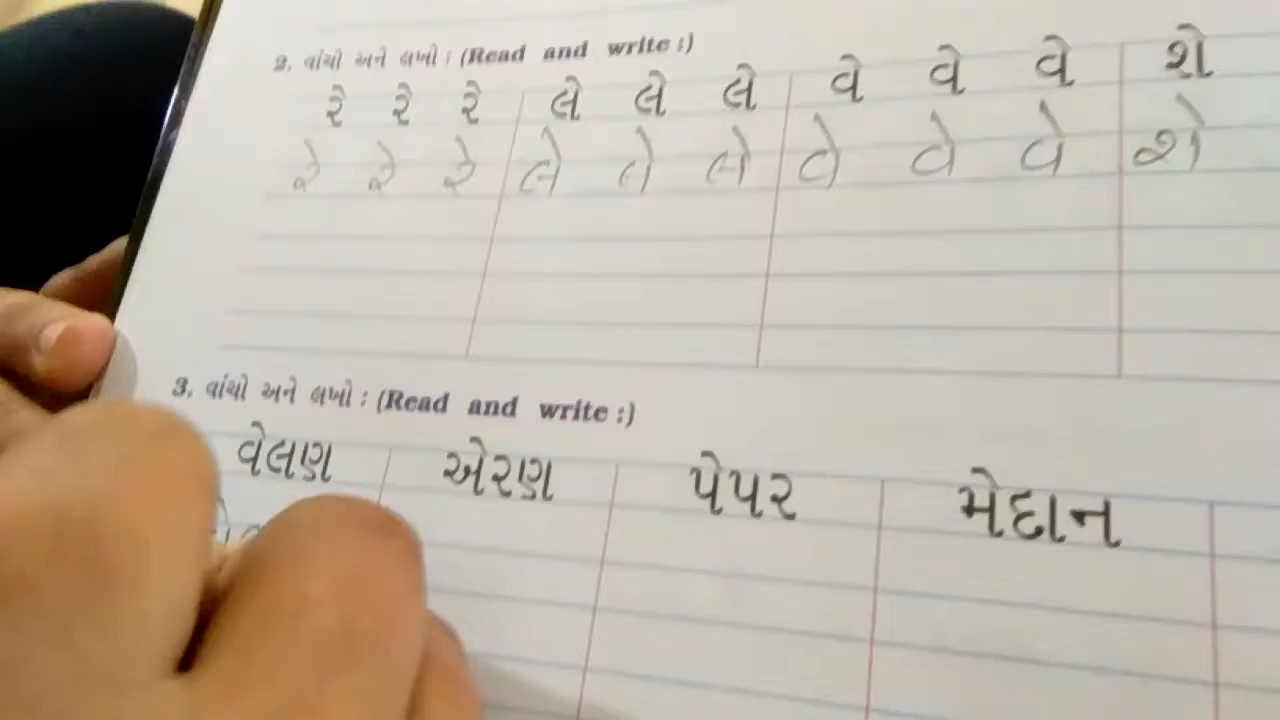 2. વાંચો અને લખો : (Read and write :)
રે રે રે લે લે લે વે વે વે શે
રે રે રે લે લે લે વે વે વે શે
3. વાંચો અને લખો : (Read and write :)
વેલણ એરણ પેપર મેદાન